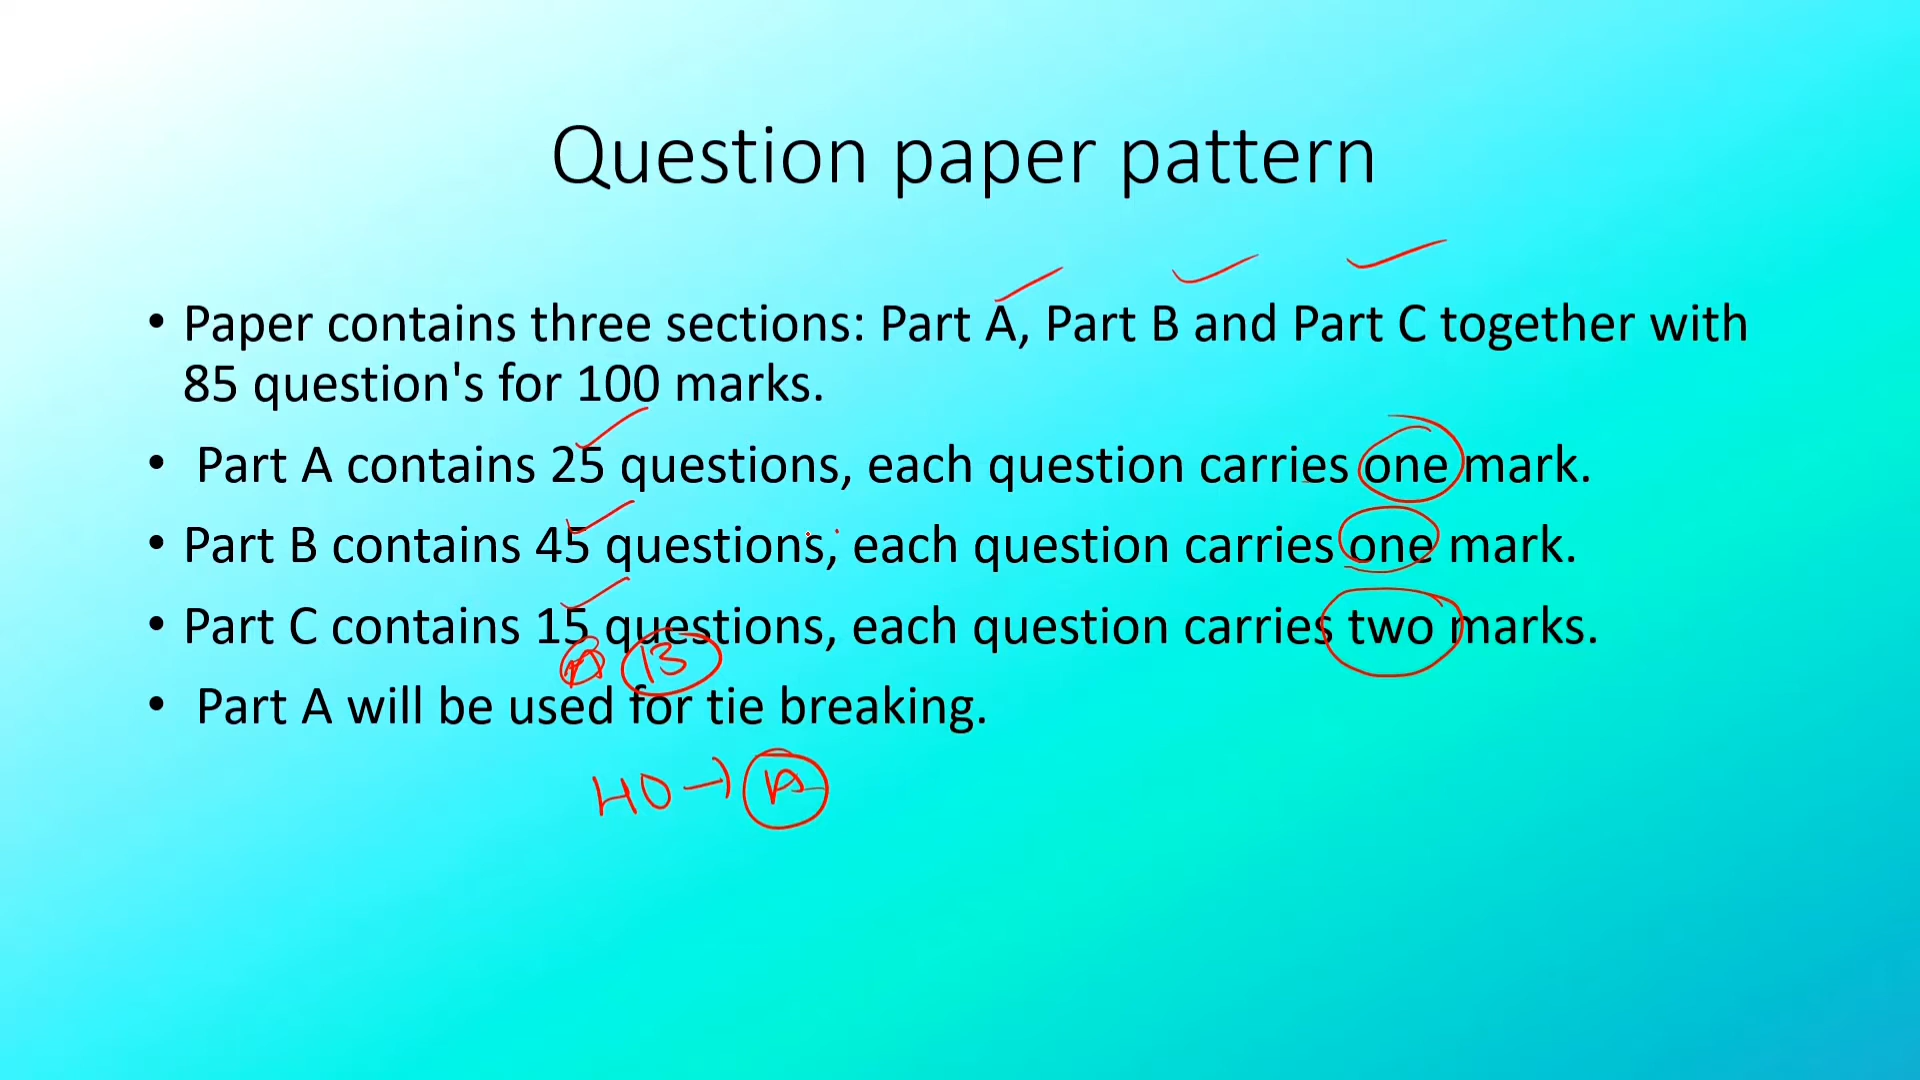 Question paper pattern
• Paper contains three sections: Part A, Part B and Part C together with
85 question's for 100 marks.
• Part A contains 25 questions, each question carries one mark.
• Part B contains 45 questions, each question carries one mark.
• Part C contains 15 questions, each question carries two marks.
A B
• Part A will be used for tie breaking.
40 → A